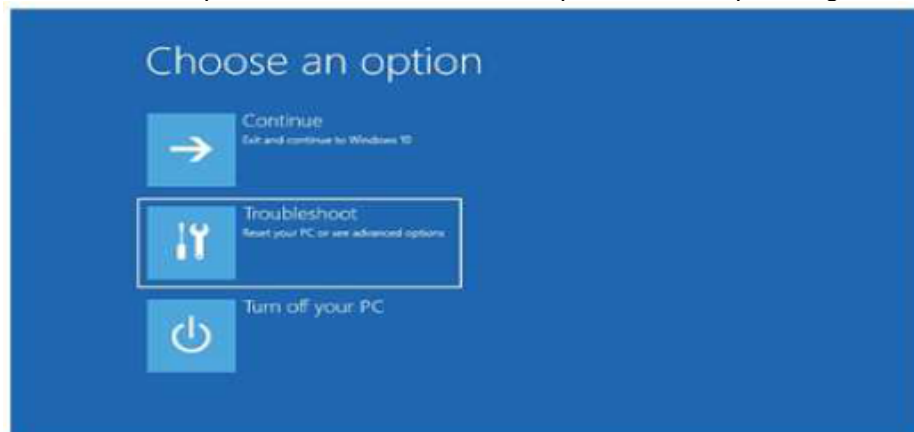 Choose an option
Continue
Exit and continue to Windows 10
Troubleshoot
Reset your PC or see advanced options
Turn off your PC